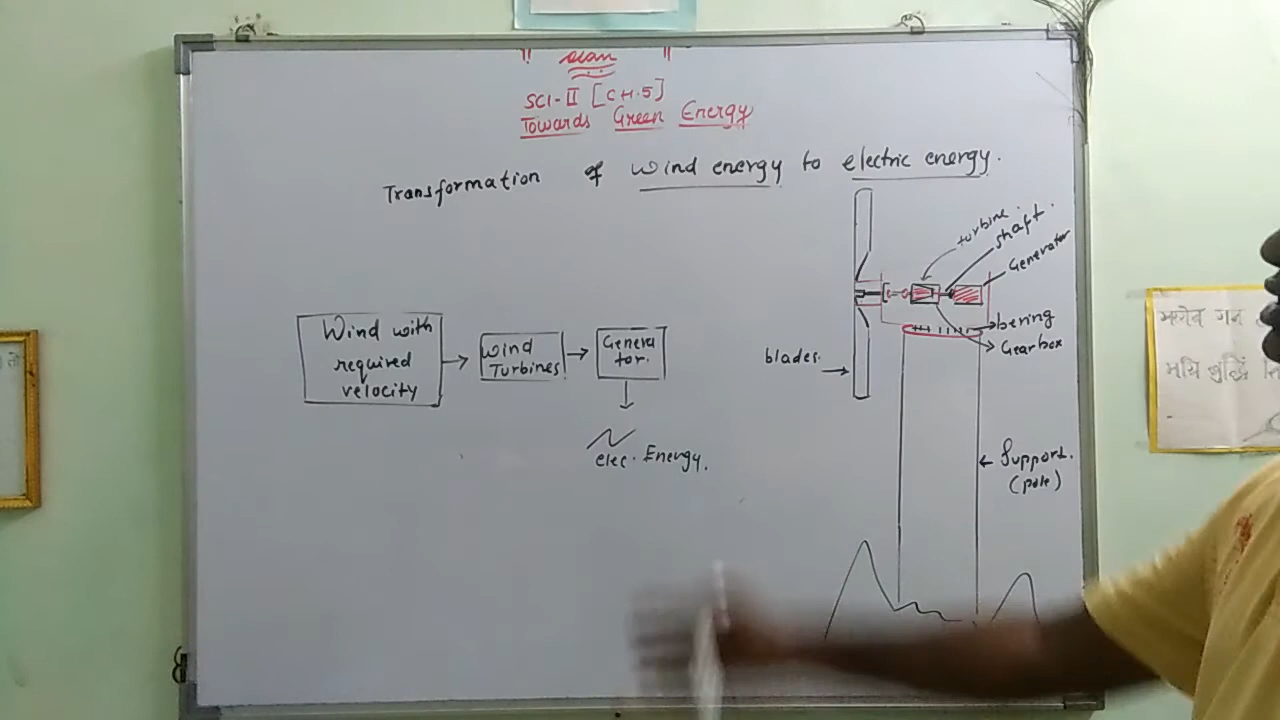 SCI-II [CH.5]
Towards Green Energy
Transformation of wind energy to electric energy.
turbine
shaft.
Generator
bering
Gearbox
blades.
Support.
(pole)
Wind with
required
velocity
wind
Turbines
Genera
tor.
elec. Energy.